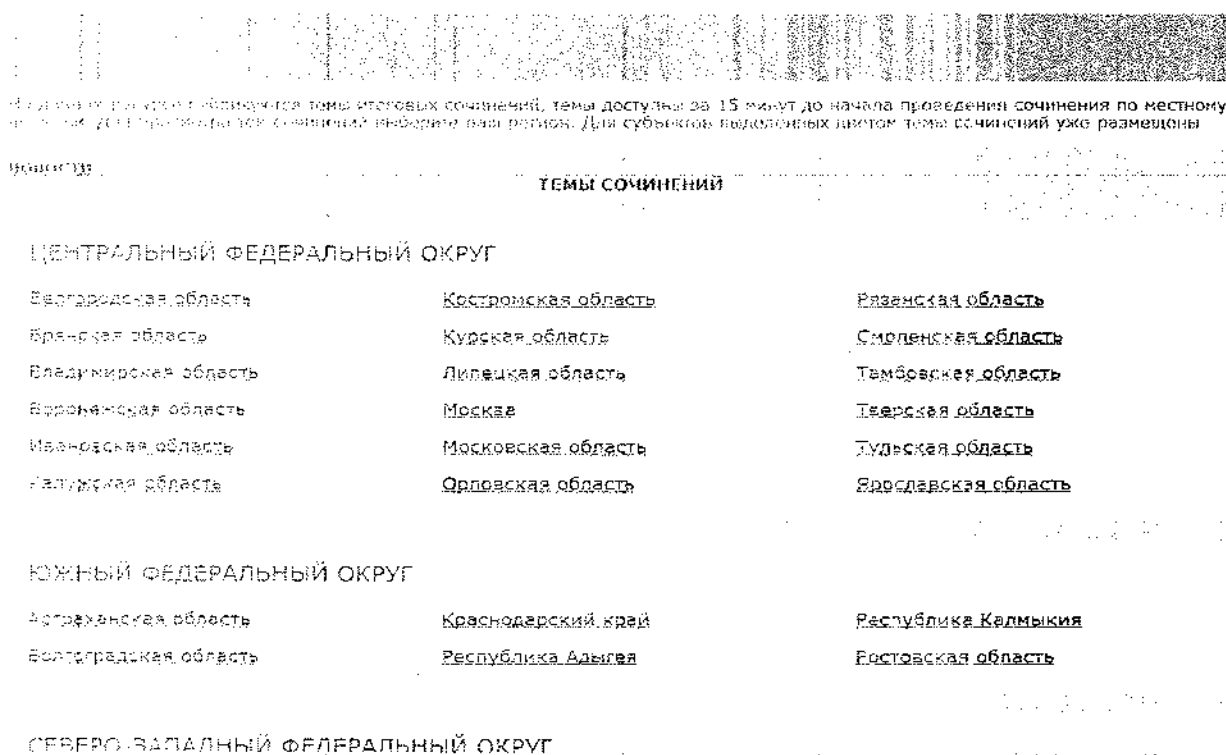 темы итоговых сочинений, темы доступны за 15 минут до начала проведения сочинения по местному
сочинений выберите ваш регион. Для субъектов выделенных цветом темы сочинений уже размещены
ТЕМЫ СОЧИНЕНИЙ
ЦЕНТРАЛЬНЫЙ ФЕДЕРАЛЬНЫЙ ОКРУГ
Белгородская область Костромская область Рязанская область
Брянская область Курская область Смоленская область
Владимирская область Липецкая область Тамбовская область
Воронежская область Москва Тверская область
Ивановская область Московская область Тульская область
Калужская область Орловская область Ярославская область
ЮЖНЫЙ ФЕДЕРАЛЬНЫЙ ОКРУГ
Астраханская область Краснодарский край Республика Калмыкия
Волгоградская область Республика Адыгея Ростовская область
СЕВЕРО-ЗАПАДНЫЙ ФЕДЕРАЛЬНЫЙ ОКРУГ